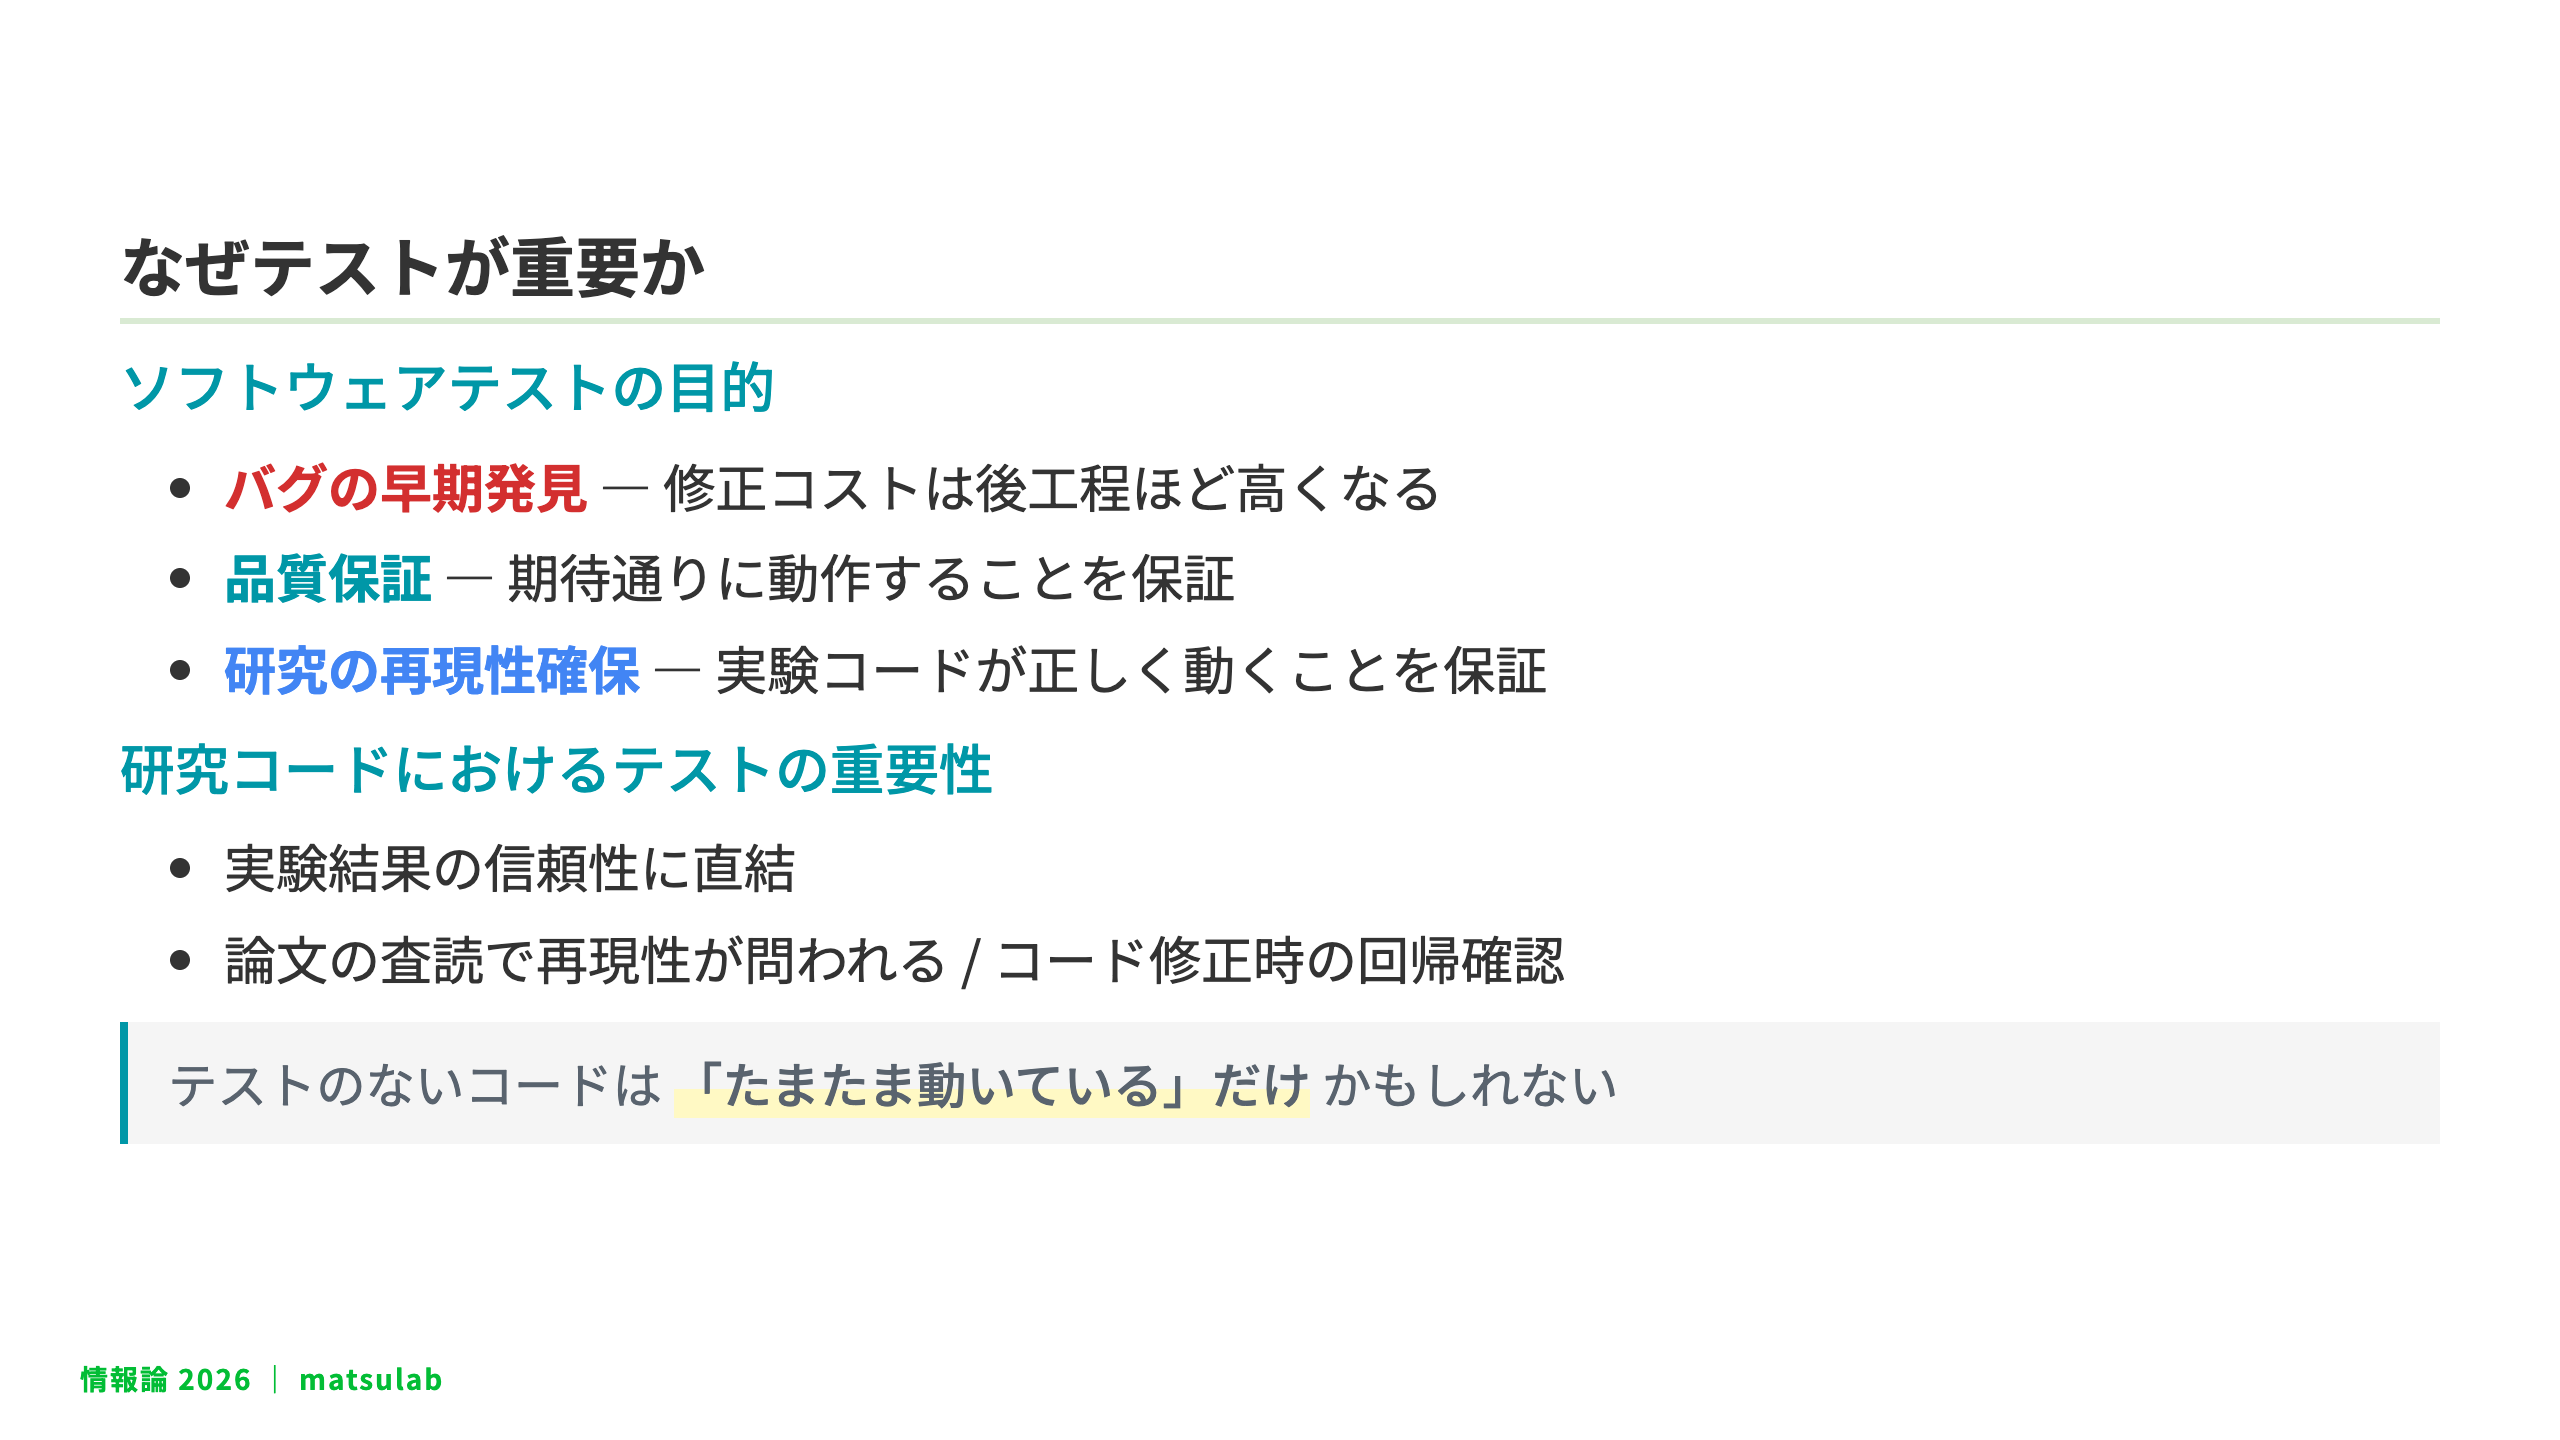 なぜテストが重要か
ソフトウェアテストの目的
• バグの早期発見 — 修正コストは後工程ほど高くなる
• 品質保証 — 期待通りに動作することを保証
• 研究の再現性確保 — 実験コードが正しく動くことを保証
研究コードにおけるテストの重要性
• 実験結果の信頼性に直結
• 論文の査読で再現性が問われる / コード修正時の回帰確認
テストのないコードは「たまたま動いている」だけ かもしれない
情報論 2026 | matsulab